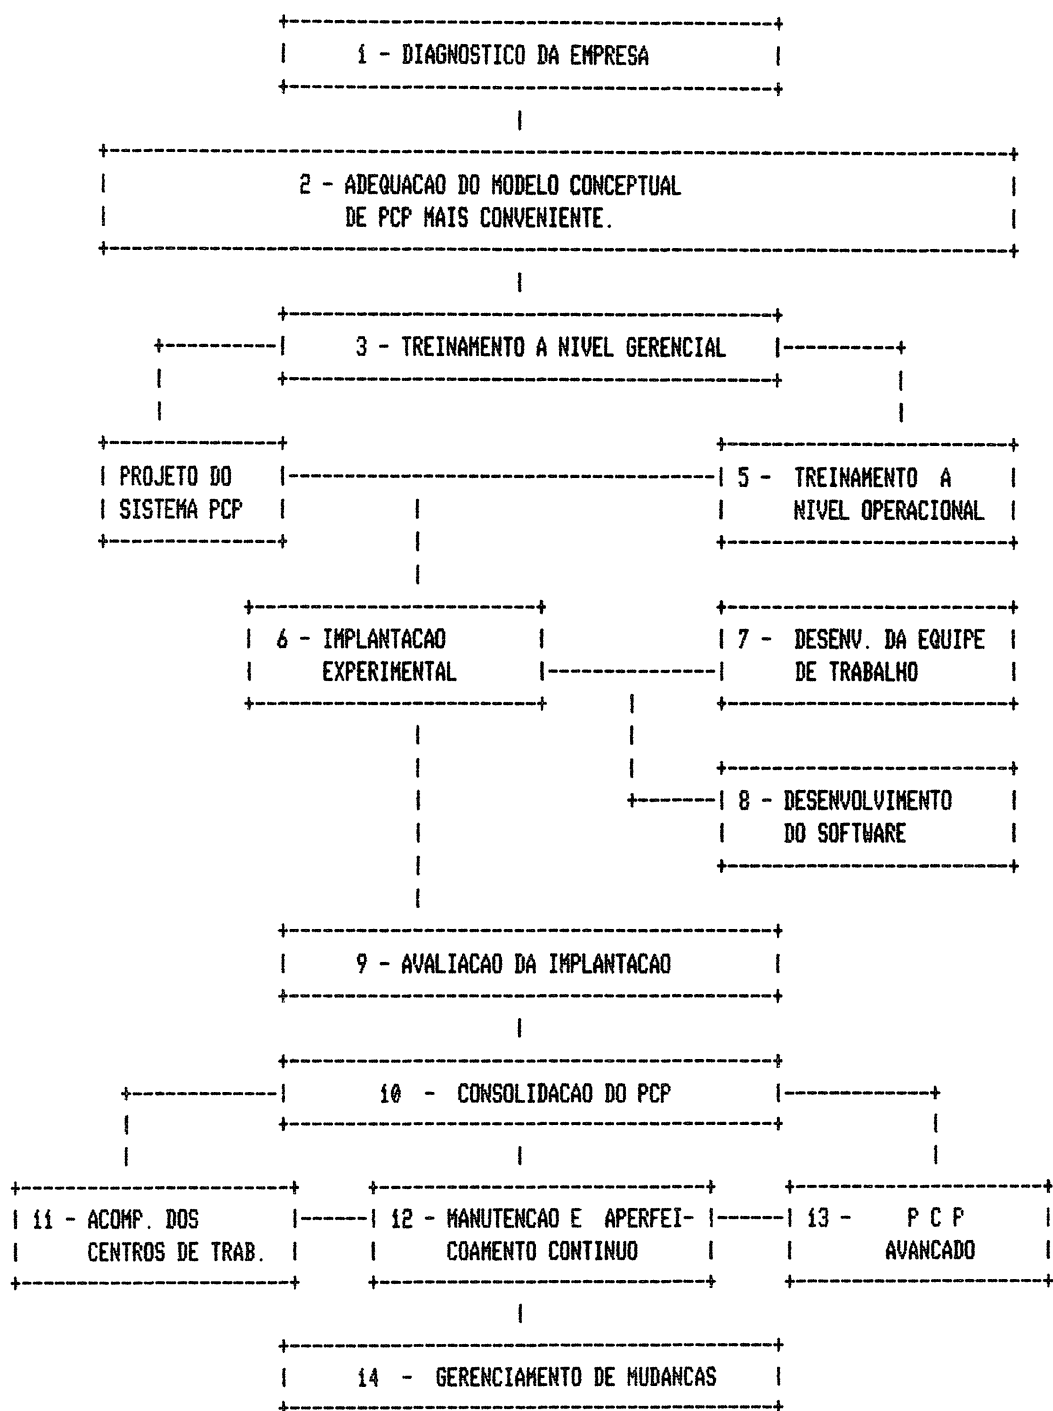 1 - DIAGNOSTICO DA EMPRESA
2 - ADEQUACAO DO MODELO CONCEPTUAL
DE PCP MAIS CONVENIENTE.
3 - TREINAMENTO A NIVEL GERENCIAL
PROJETO DO
SISTEMA PCP
5 - TREINAMENTO A
NIVEL OPERACIONAL
6 - IMPLANTACAO
EXPERIMENTAL
7 - DESENV. DA EQUIPE
DE TRABALHO
8 - DESENVOLVIMENTO
DO SOFTWARE
9 - AVALIACAO DA IMPLANTACAO
10 - CONSOLIDACAO DO PCP
11 - ACOMP. DOS
CENTROS DE TRAB.
12 - MANUTENCAO E APERFEI-
COAMENTO CONTINUO
13 - P C P
AVANCADO
14 - GERENCIAMENTO DE MUDANCAS